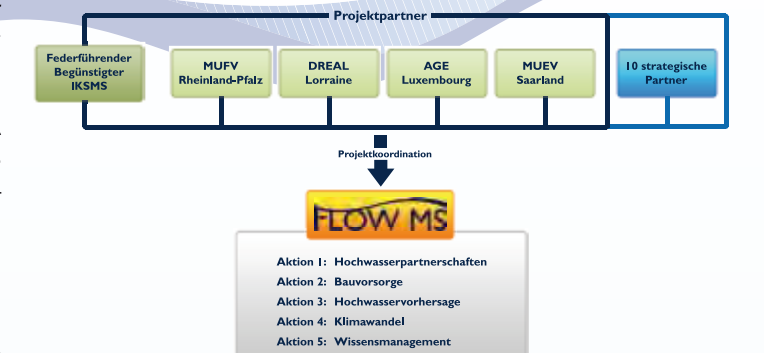 Projektpartner
Federführender
Begünstigter
IKSMS
MUFV
Rheinland-Pfalz
DREAL
Lorraine
AGE
Luxembourg
MUEV
Saarland
10 strategische
Partner
Projektkoordination
FLOW MS
Aktion 1: Hochwasserpartnerschaften
Aktion 2: Bauvorsorge
Aktion 3: Hochwasservorhersage
Aktion 4: Klimawandel
Aktion 5: Wissensmanagement